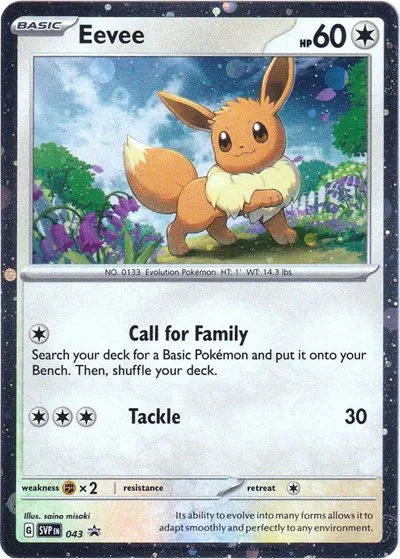 BASIC
Eevee
HP 60
NO. 0133 Evolution Pokémon HT: 1' WT: 14.3 lbs.
Call for Family
Search your deck for a Basic Pokémon and put it onto your
Bench. Then, shuffle your deck.
Tackle 30
weakness ×2 resistance retreat
Illus. saino misaki
G SVP EN 043
Its ability to evolve into many forms allows it to
adapt smoothly and perfectly to any environment.